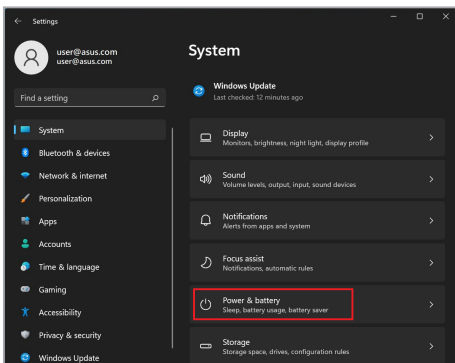 Settings
user@asus.com
user@asus.com
Find a setting
System
Bluetooth & devices
Network & internet
Personalization
Apps
Accounts
Time & language
Gaming
Accessibility
Privacy & security
Windows Update
System
Windows Update
Last checked: 12 minutes ago
Display
Monitors, brightness, night light, display profile
Sound
Volume levels, output, input, sound devices
Notifications
Alerts from apps and system
Focus assist
Notifications, automatic rules
Power & battery
Sleep, battery usage, battery saver
Storage
Storage space, drives, configuration rules